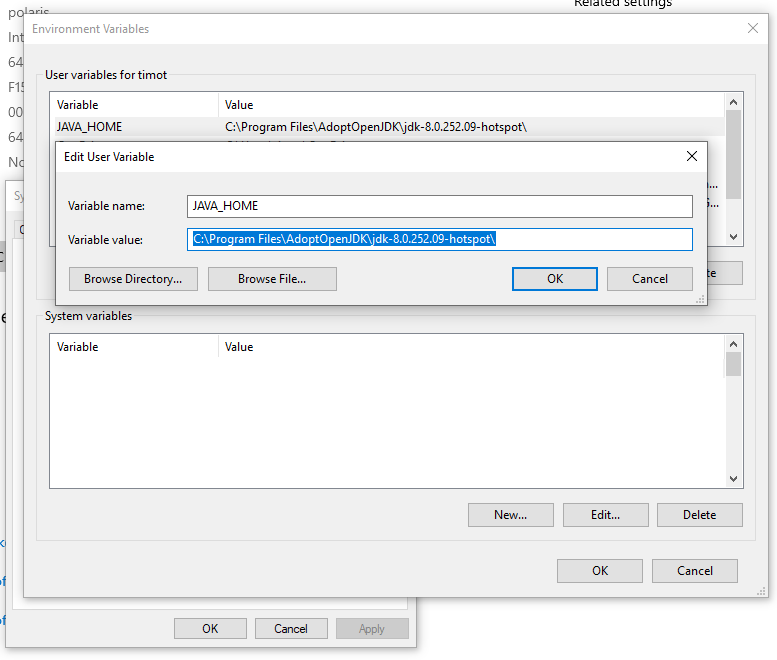 Related settings
polaris
Environment Variables
Int
64
User variables for timot
F15
Variable Value
00
JAVA_HOME C:\Program Files\AdoptOpenJDK\jdk-8.0.252.09-hotspot\
64
No
Edit User Variable
Sy
Variable name: JAVA_HOME
Variable value: C:\Program Files\AdoptOpenJDK\jdk-8.0.252.09-hotspot\
Browse Directory... Browse File... OK Cancel
System variables
Variable Value
New... Edit... Delete
OK Cancel
OK Cancel Apply